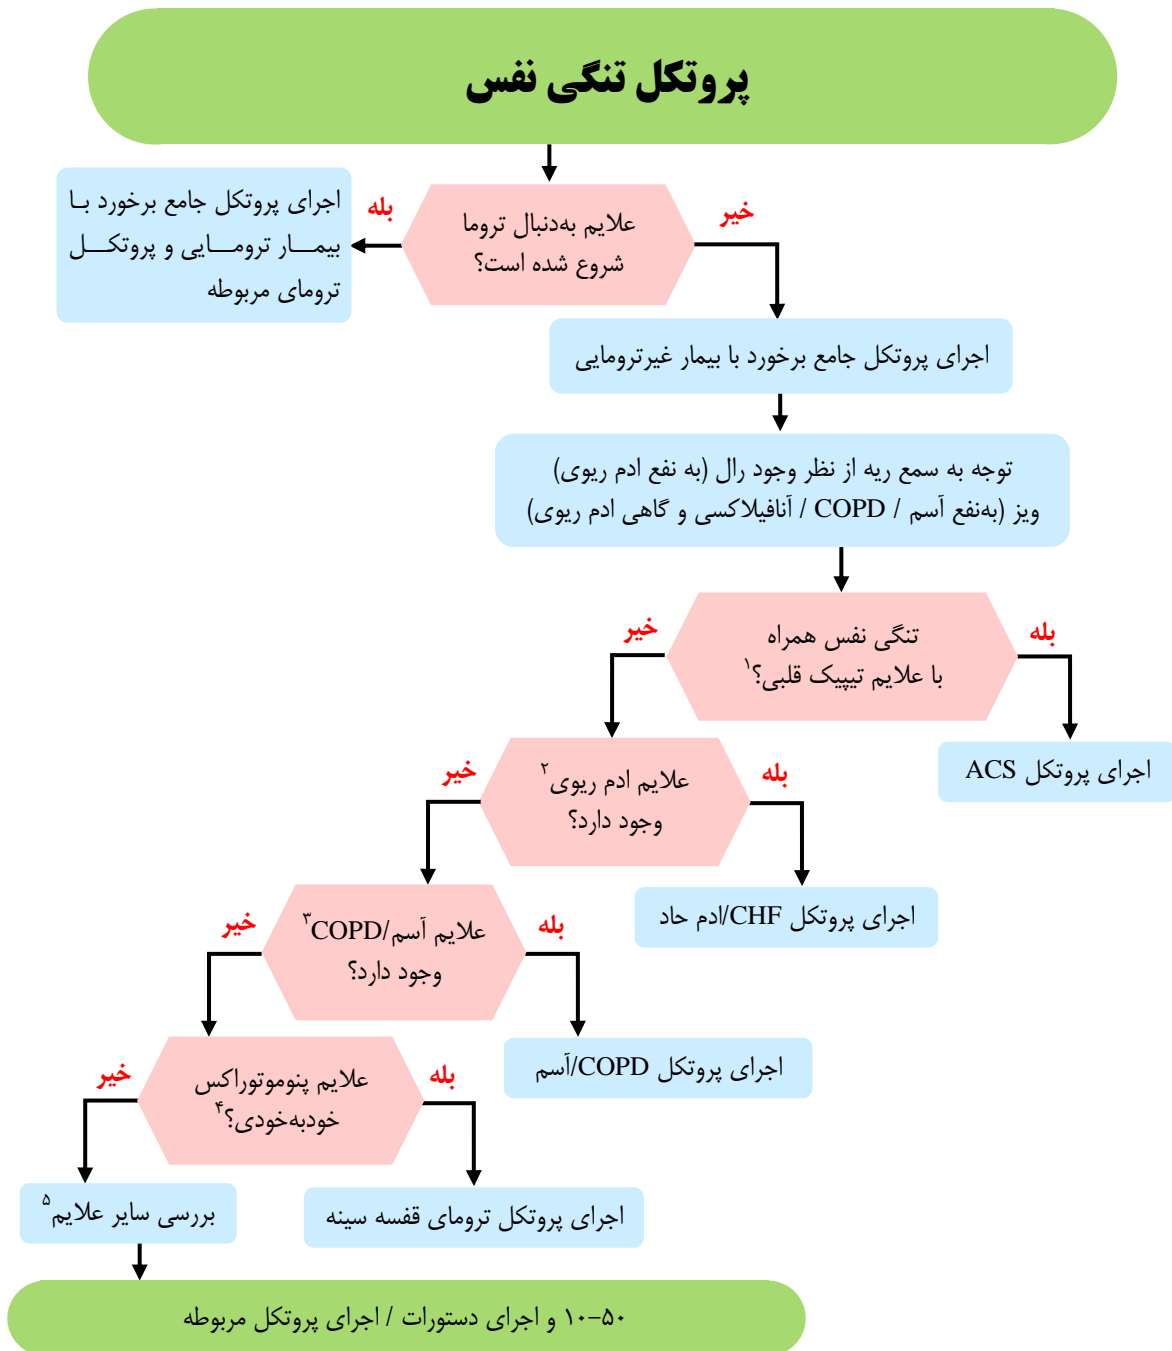 پروتکل تنگی نفس
علایم به‌دنبال تروما
شروع شده است؟
بله
خیر
اجرای پروتکل جامع برخورد بـا
بیمــار ترومــایی و پروتکــل
ترومای مربوطه
اجرای پروتکل جامع برخورد با بیمار غیرترومایی
توجه به سمع ریه از نظر وجود رال (به نفع ادم ریوی)
ویز (به‌نفع آسم / COPD / آنافیلاکسی و گاهی ادم ریوی)
تنگی نفس همراه
با علایم تیپیک قلبی؟۱
بله
خیر
اجرای پروتکل ACS
علایم ادم ریوی۲
وجود دارد؟
بله
خیر
اجرای پروتکل CHF/ادم حاد
علایم آسم/COPD۳
وجود دارد؟
بله
خیر
اجرای پروتکل COPD/آسم
علایم پنوموتوراکس
خودبه‌خودی؟۴
بله
خیر
اجرای پروتکل ترومای قفسه سینه
بررسی سایر علایم۵
۱۰-۵۰ و اجرای دستورات / اجرای پروتکل مربوطه